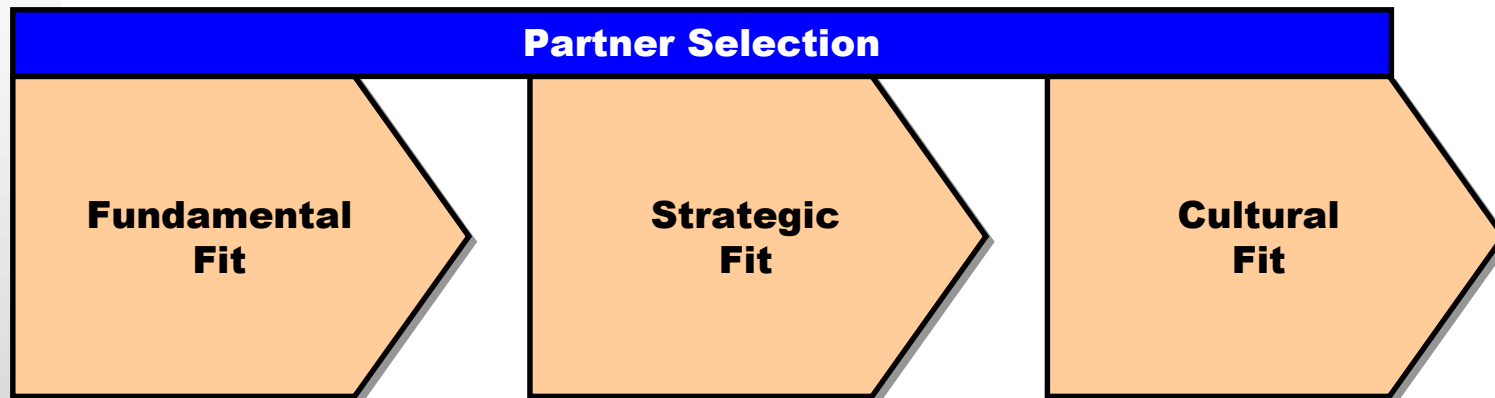 Partner Selection
Fundamental
Fit
Strategic
Fit
Cultural
Fit